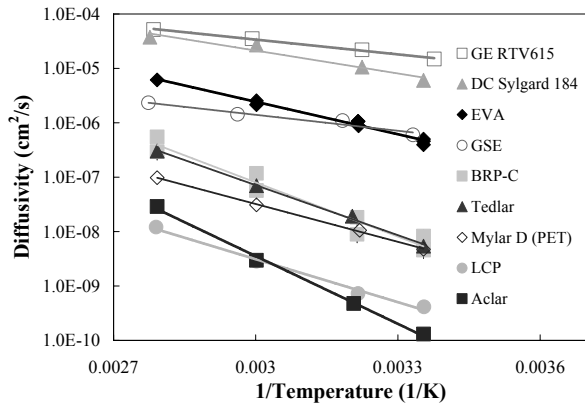 1.0E-04
1.0E-05
1.0E-06
1.0E-07
1.0E-08
1.0E-09
1.0E-10
Diffusivity (cm²/s)
GE RTV615
DC Sylgard 184
EVA
GSE
BRP-C
Tedlar
Mylar D (PET)
LCP
Aclar
0.0027
0.003
0.0033
0.0036
1/Temperature (1/K)